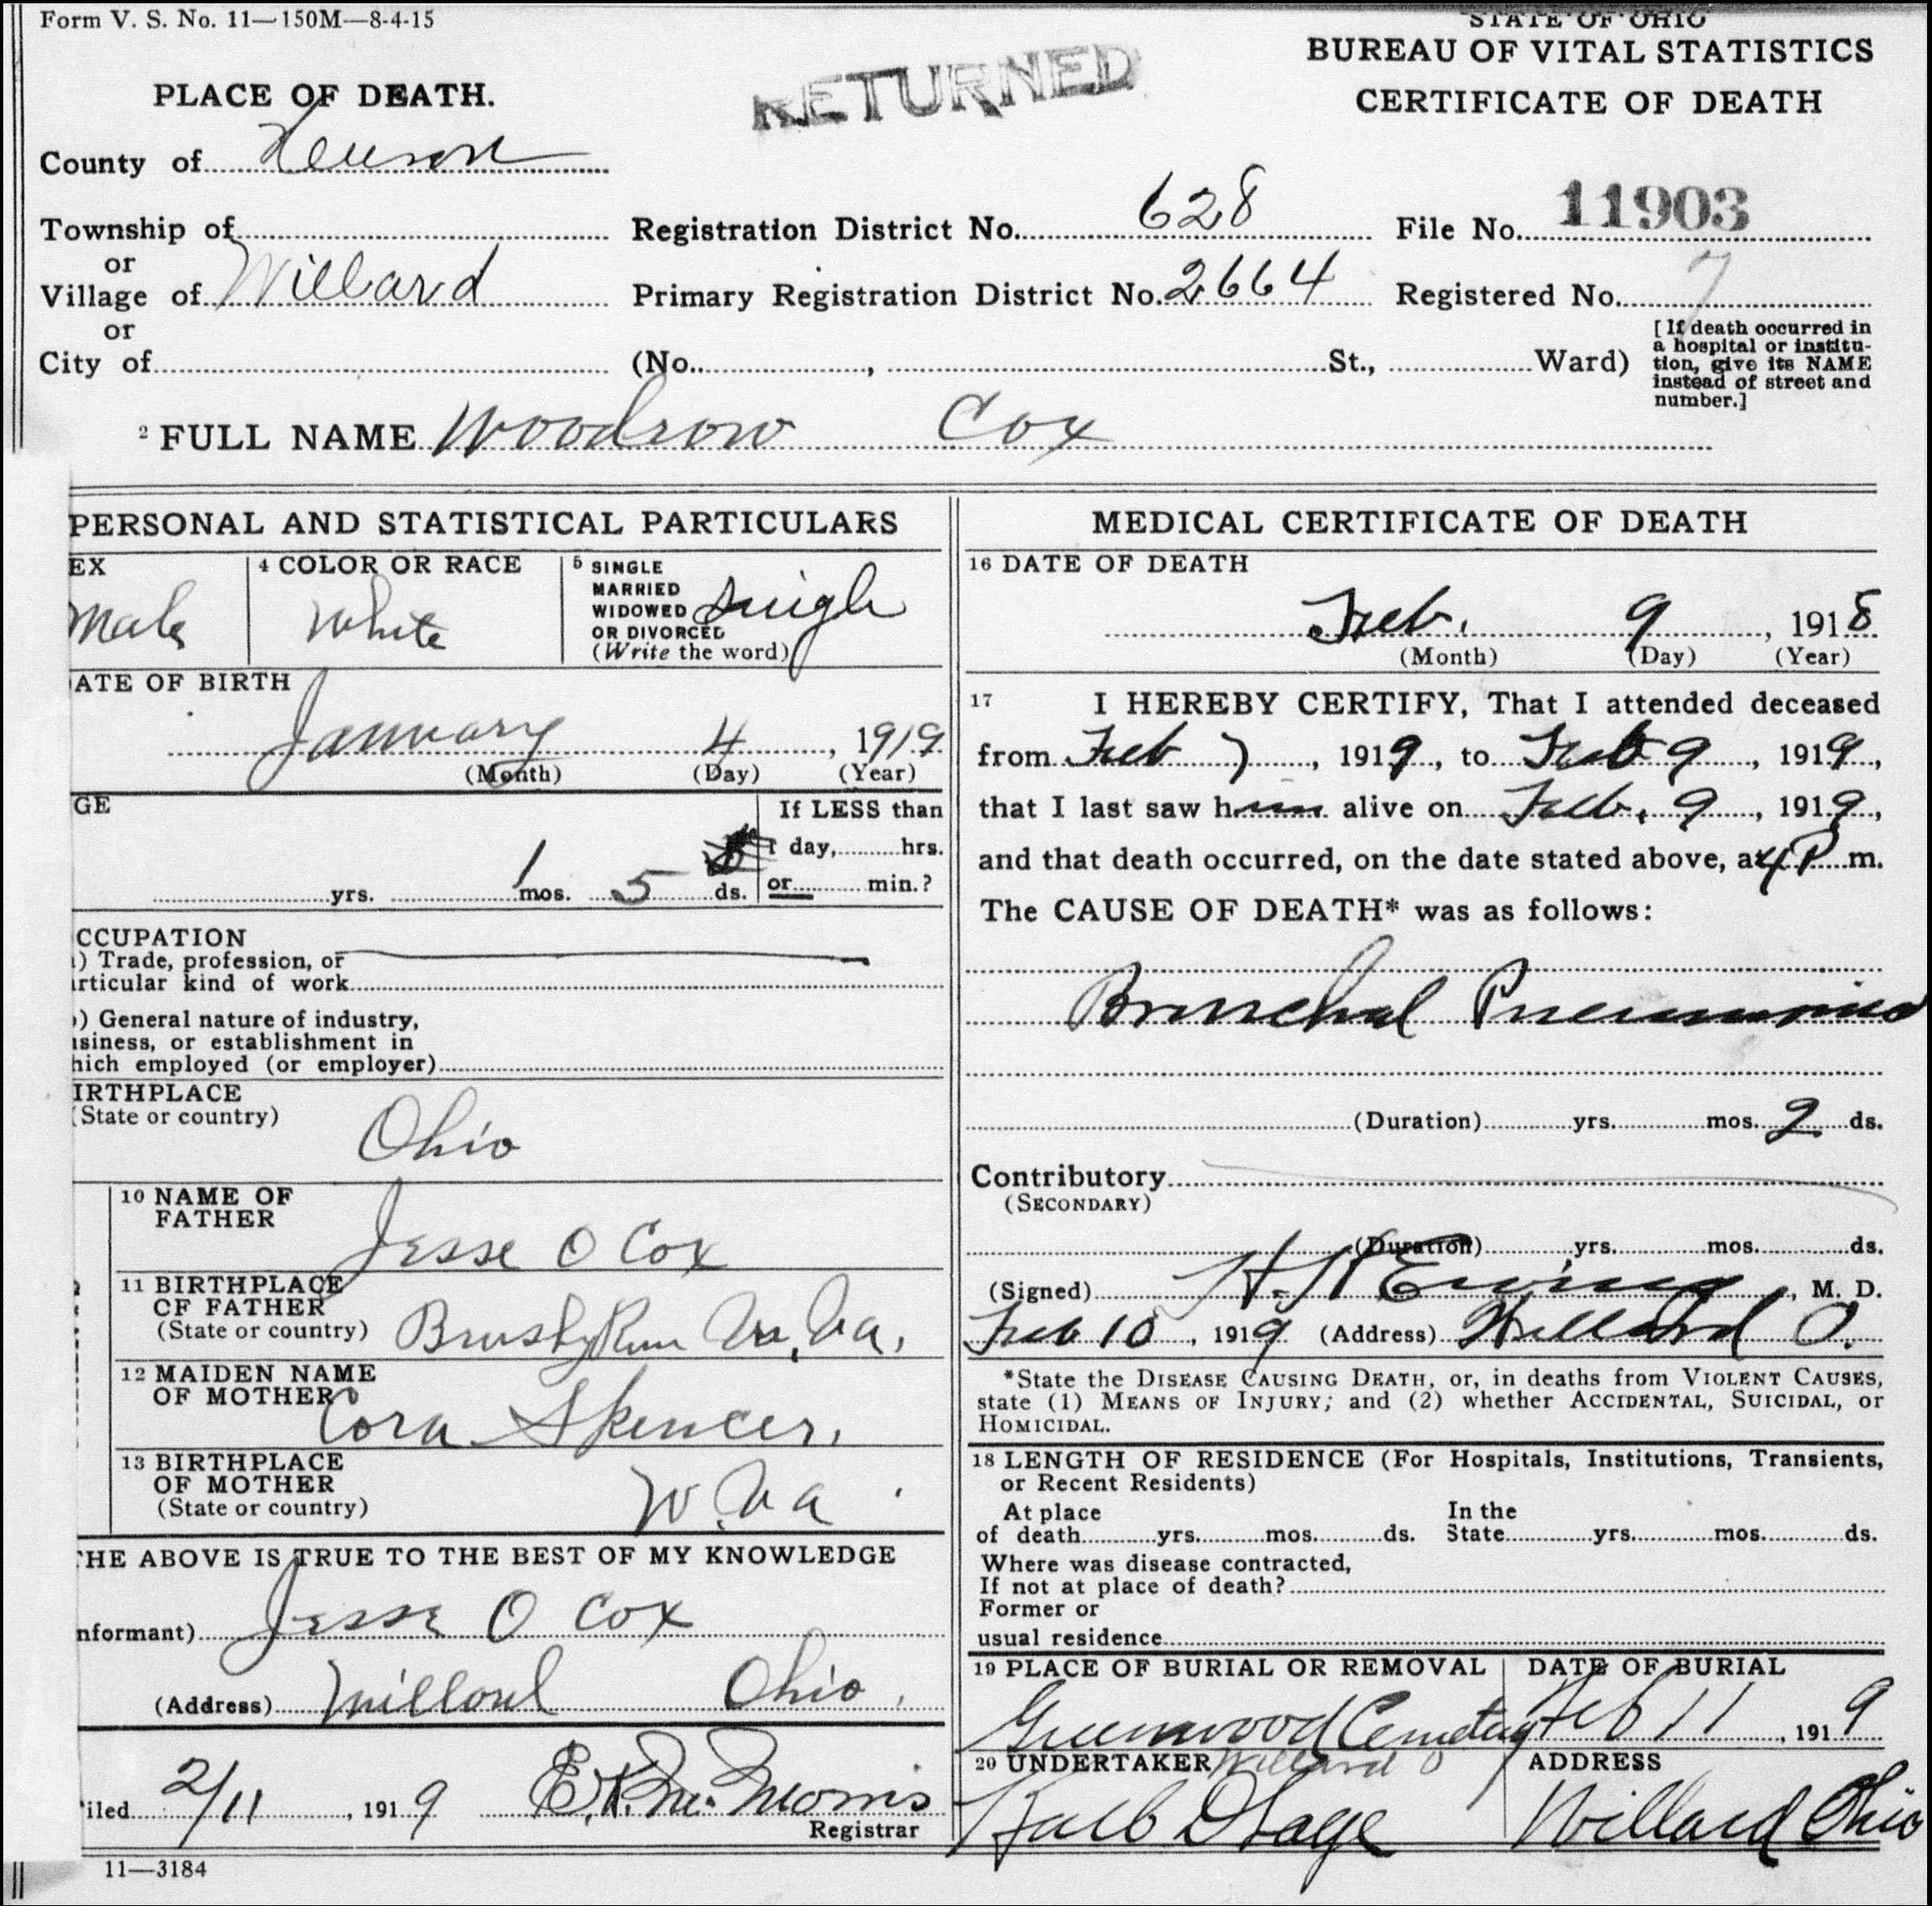 Form V. S. No. 11—150M—8-4-15
STATE OF OHIO
BUREAU OF VITAL STATISTICS
CERTIFICATE OF DEATH
RETURNED
PLACE OF DEATH.
County of
Township of
Registration District No. 628
File No. 11903
or
Village of Willard
Primary Registration District No. 2664
Registered No. 7
or
City of
(No. , St., Ward)
[If death occurred in
a hospital or institu-
tion, give its NAME
instead of street and
number.]
2 FULL NAME Woodrow Cox
PERSONAL AND STATISTICAL PARTICULARS
EX
Male
4 COLOR OR RACE
White
5 SINGLE
MARRIED
WIDOWED
OR DIVORCED
(Write the word)
Single
ATE OF BIRTH
January 4, 1919
(Month) (Day) (Year)
GE
If LESS than
1 day, hrs.
or min.?
yrs. 1 mos. 5 ds.
CCUPATION
) Trade, profession, or
rticular kind of work
) General nature of industry,
siness, or establishment in
hich employed (or employer)
IRTHPLACE
(State or country)
Ohio
10 NAME OF
FATHER
Jesse O Cox
11 BIRTHPLACE
OF FATHER
(State or country)
Brushy Run W. Va.
12 MAIDEN NAME
OF MOTHER
Cora Spencer.
13 BIRTHPLACE
OF MOTHER
(State or country)
W. Va.
HE ABOVE IS TRUE TO THE BEST OF MY KNOWLEDGE
nformant) Jesse O Cox
(Address) Willard Ohio.
iled 2/11, 1919
Registrar
11—3184
MEDICAL CERTIFICATE OF DEATH
16 DATE OF DEATH
Feb. 9, 1918
(Month) (Day) (Year)
17 I HEREBY CERTIFY, That I attended deceased
from Feb 7, 1919, to Feb 9, 1919,
that I last saw him alive on Feb. 9, 1919,
and that death occurred, on the date stated above, at 4 P m.
The CAUSE OF DEATH* was as follows:
Bronchial Pneumonia
(Duration) yrs. mos. 2 ds.
Contributory
(SECONDARY)
(Duration) yrs. mos. ds.
(Signed) Ewing, M. D.
Feb 10, 1919 (Address) Willard O.
*State the DISEASE CAUSING DEATH, or, in deaths from VIOLENT CAUSES,
state (1) MEANS OF INJURY; and (2) whether ACCIDENTAL, SUICIDAL, or
HOMICIDAL.
18 LENGTH OF RESIDENCE (For Hospitals, Institutions, Transients,
or Recent Residents)
At place
of death yrs. mos. ds.
In the
State yrs. mos. ds.
Where was disease contracted,
If not at place of death?
Former or
usual residence
19 PLACE OF BURIAL OR REMOVAL
Greenwood Cemetery
Willard O
DATE OF BURIAL
Feb 11, 1919
20 UNDERTAKER
ADDRESS
Willard Ohio